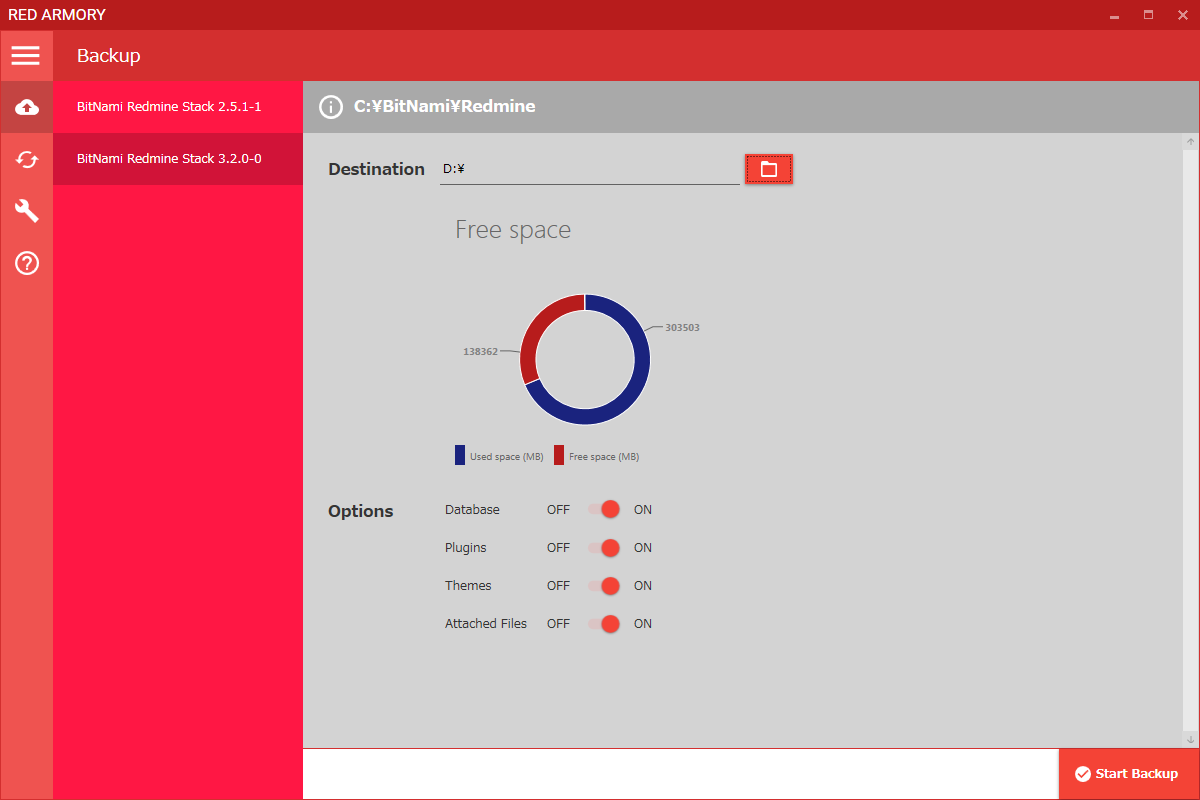 RED ARMORY
Backup
BitNami Redmine Stack 2.5.1-1
BitNami Redmine Stack 3.2.0-0
C:¥BitNami¥Redmine
Destination D:¥
Free space
303503
138362
Used space (MB) Free space (MB)
Options Database OFF ON
Plugins OFF ON
Themes OFF ON
Attached Files OFF ON
Start Backup